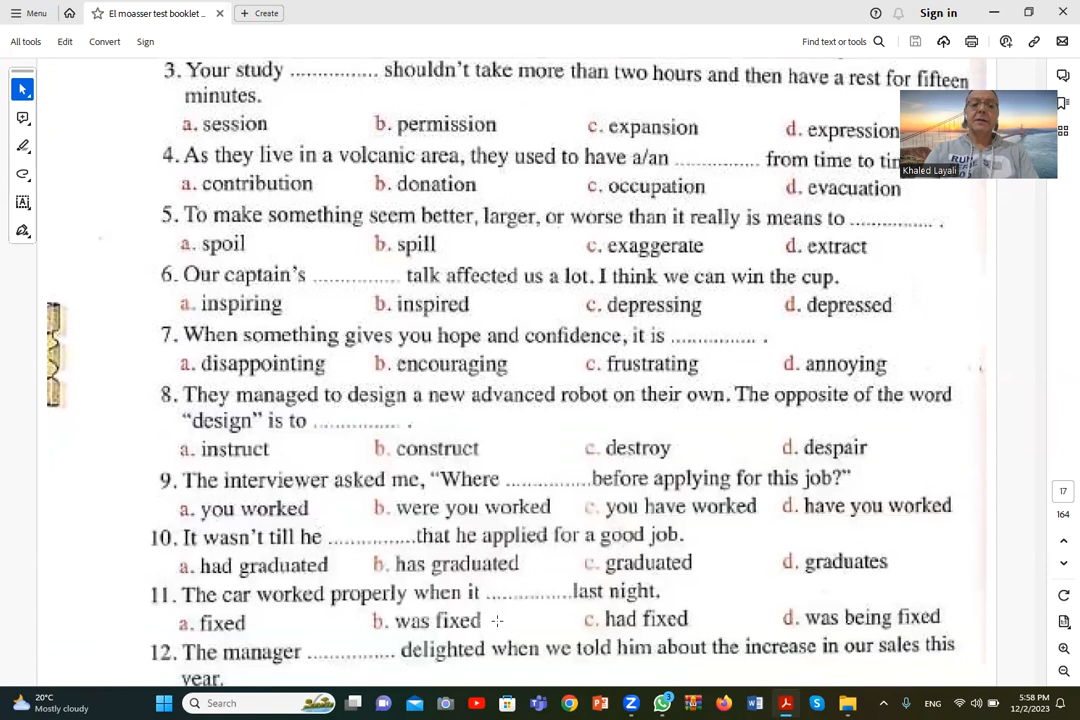 Menu
El moasser test booklet ...
Create
Sign in
All tools Edit Convert Sign
Find text or tools
3. Your study ................ shouldn't take more than two hours and then have a rest for fifteen
minutes.
a. session b. permission c. expansion d. expression
4. As they live in a volcanic area, they used to have a/an ................ from time to
a. contribution b. donation c. occupation d. evacuation
5. To make something seem better, larger, or worse than it really is means to ................ .
a. spoil b. spill c. exaggerate d. extract
6. Our captain's ................ talk affected us a lot. I think we can win the cup.
a. inspiring b. inspired c. depressing d. depressed
7. When something gives you hope and confidence, it is ................ .
a. disappointing b. encouraging c. frustrating d. annoying
8. They managed to design a new advanced robot on their own. The opposite of the word
"design" is to ................ .
a. instruct b. construct c. destroy d. despair
9. The interviewer asked me, "Where ................before applying for this job?"
a. you worked b. were you worked c. you have worked d. have you worked
10. It wasn't till he ................that he applied for a good job.
a. had graduated b. has graduated c. graduated d. graduates
11. The car worked properly when it ................last night.
a. fixed b. was fixed c. had fixed d. was being fixed
12. The manager ................ delighted when we told him about the increase in our sales this
year.
Khaled Layali
17
164
20°C
Mostly cloudy
Search
3
ENG
5:58 PM
12/2/2023